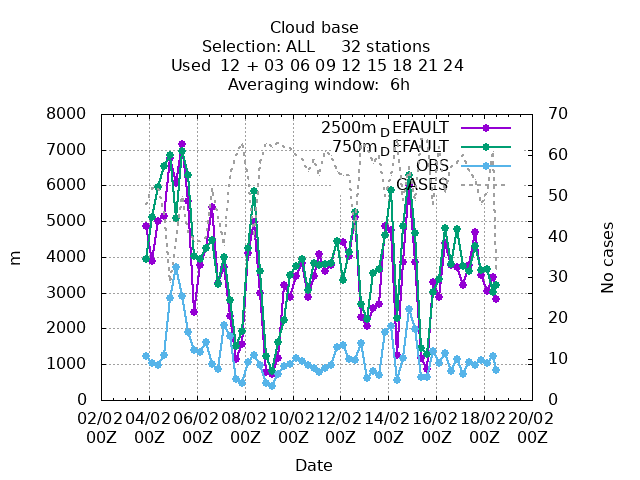 Cloud base
Selection: ALL 32 stations
Used 12 + 03 06 09 12 15 18 21 24
Averaging window: 6h
8000
7000
6000
5000
4000
3000
2000
1000
0
m
70
60
50
40
30
20
10
0
No cases
2500m_DEFAULT
750m_DEFAULT
OBS
CASES
02/02 04/02 06/02 08/02 10/02 12/02 14/02 16/02 18/02 20/02
00Z 00Z 00Z 00Z 00Z 00Z 00Z 00Z 00Z 00Z
Date